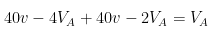 40v − 4V_A + 40v − 2V_A = V_A